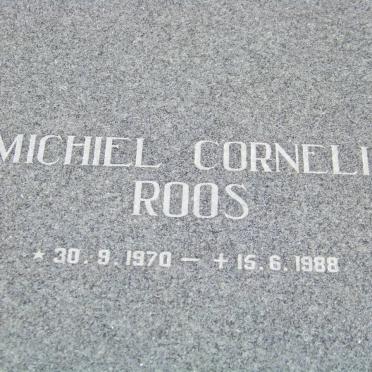 MICHIEL CORNELI
ROOS
* 30.9.1970 — + 15.6.1988